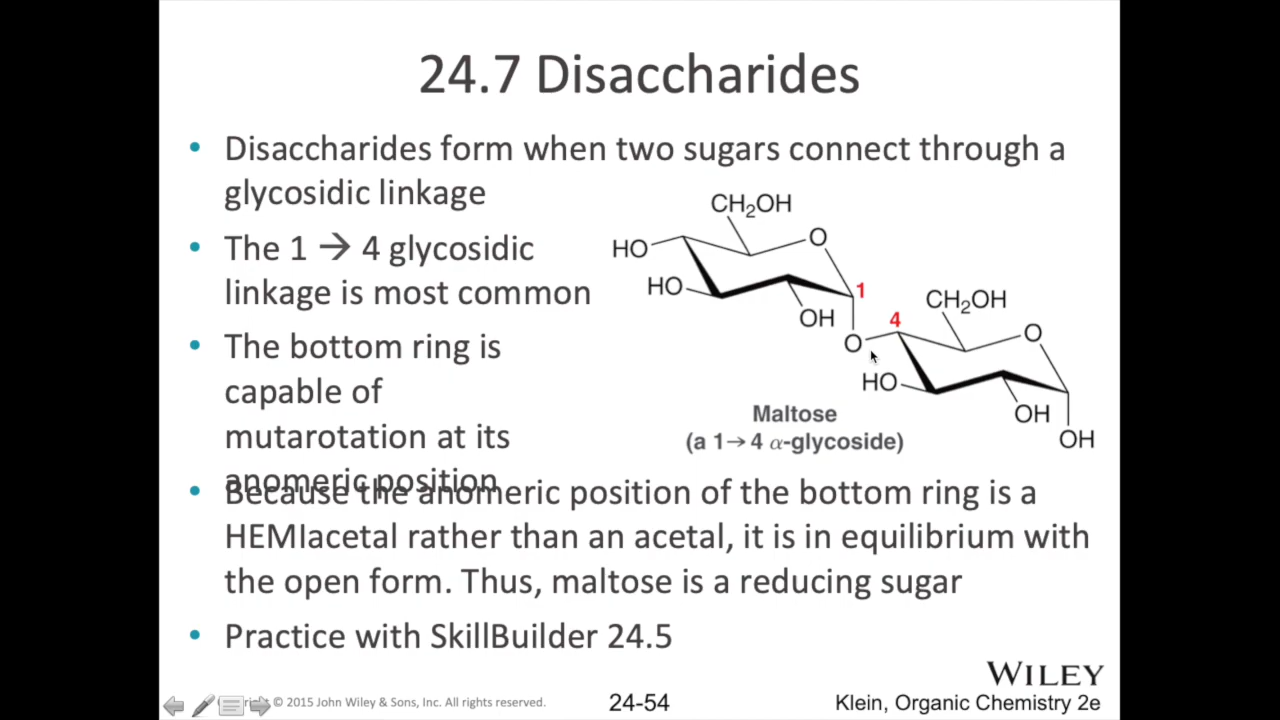 24.7 Disaccharides
• Disaccharides form when two sugars connect through a
glycosidic linkage
• The 1 → 4 glycosidic
linkage is most common
• The bottom ring is
capable of
mutarotation at its
anomeric position
CH₂OH
O
HO
HO
OH
1
O
4
CH₂OH
O
HO
OH
OH
Maltose
(a 1→4 α-glycoside)
• Because the anomeric position of the bottom ring is a
HEMIacetal rather than an acetal, it is in equilibrium with
the open form. Thus, maltose is a reducing sugar
• Practice with SkillBuilder 24.5
WILEY
© 2015 John Wiley & Sons, Inc. All rights reserved.
24-54
Klein, Organic Chemistry 2e